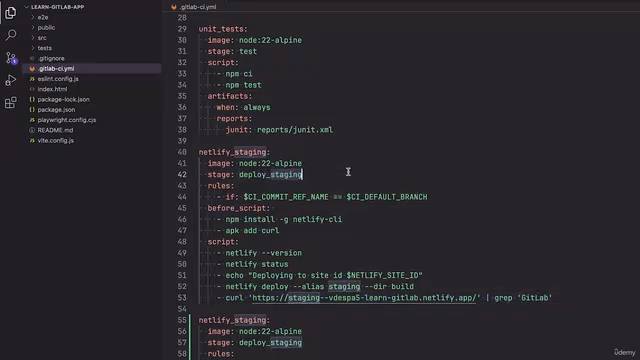 LEARN-GITLAB-APP
e2e
public
src
tests
.gitignore
.gitlab-ci.yml
eslint.config.js
index.html
package-lock.json
package.json
playwright.config.cjs
README.md
vite.config.js
.gitlab-ci.yml
28
29 unit_tests:
30 image: node:22-alpine
31 stage: test
32 script:
33 - npm ci
34 - npm test
35 artifacts:
36 when: always
37 reports:
38 junit: reports/junit.xml
39
40 netlify_staging:
41 image: node:22-alpine
42 stage: deploy_staging
43 rules:
44 - if: $CI_COMMIT_REF_NAME == $CI_DEFAULT_BRANCH
45 before_script:
46 - npm install -g netlify-cli
47 - apk add curl
48 script:
49 - netlify --version
50 - netlify status
51 - echo "Deploying to site id $NETLIFY_SITE_ID"
52 - netlify deploy --alias staging --dir build
53 - curl 'https://staging--vdespa5-learn-gitlab.netlify.app/' | grep 'GitLab'
54
55 netlify_staging:
56 image: node:22-alpine
57 stage: deploy_staging
58 rules:
udemy